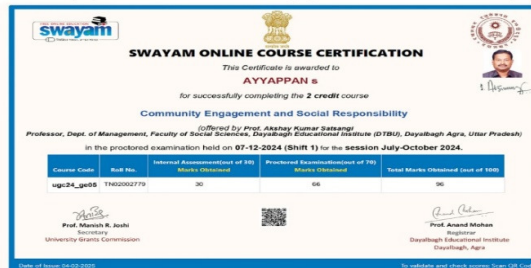 FREE ONLINE EDUCATION
swayam
SWAYAM ONLINE COURSE CERTIFICATION
This Certificate is awarded to
AYYAPPAN s
for successfully completing the 2 credit course
Community Engagement and Social Responsibility
(offered by Prof. Akshay Kumar Satsangi
Professor, Dept. of Management, Faculty of Social Sciences, Dayalbagh Educational Institute (DTBU), Dayalbagh Agra, Uttar Pradesh)
in the proctored examination held on 07-12-2024 (Shift 1) for the session July-October 2024.
Course Code Roll No. Internal Assessment(out of 30) Marks Obtained Proctored Examination(out of 70) Marks Obtained Total Marks Obtained (out of 100)
ugc24_ge05 TN02002779 30 66 96
Prof. Manish R. Joshi
Secretary
University Grants Commission
Prof. Anand Mohan
Registrar
Dayalbagh Educational Institute
Dayalbagh, Agra
Date of Issue: 04-02-2025
To validate and check scores: Scan QR Code